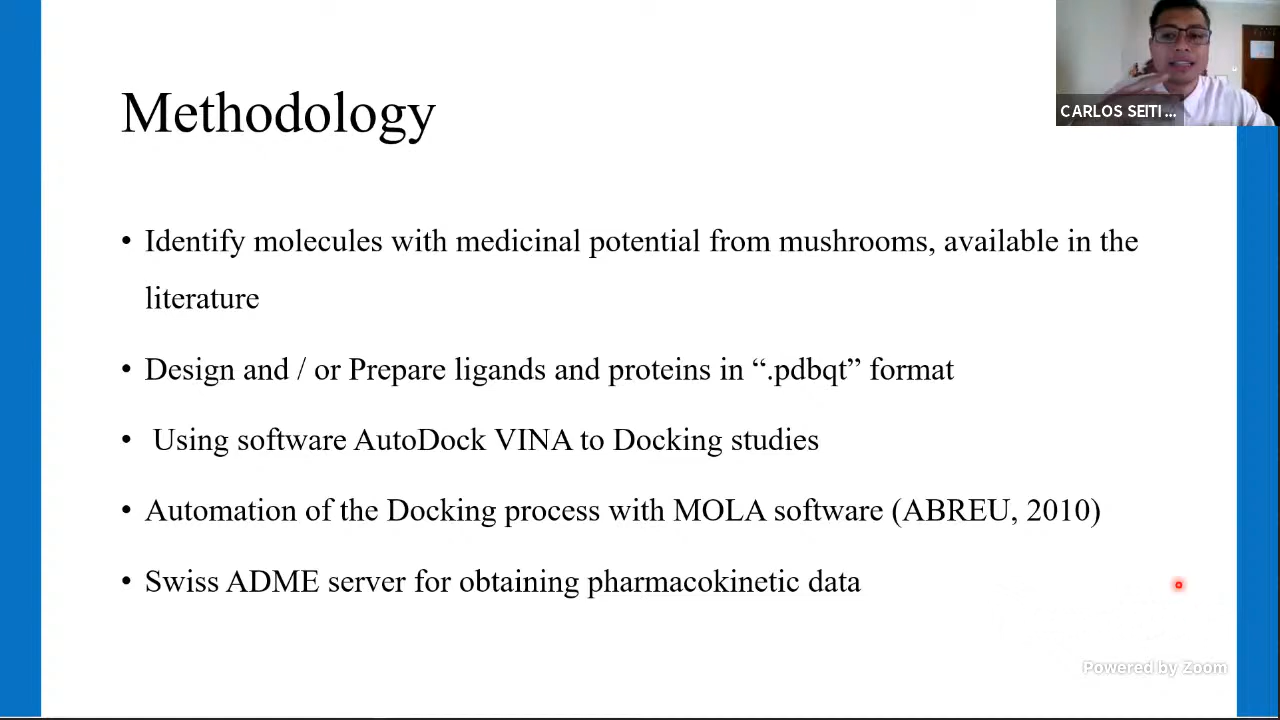 CARLOS SEITI ...
Methodology
• Identify molecules with medicinal potential from mushrooms, available in the
literature
• Design and / or Prepare ligands and proteins in “.pdbqt” format
• Using software AutoDock VINA to Docking studies
• Automation of the Docking process with MOLA software (ABREU, 2010)
• Swiss ADME server for obtaining pharmacokinetic data
Powered by Zoom